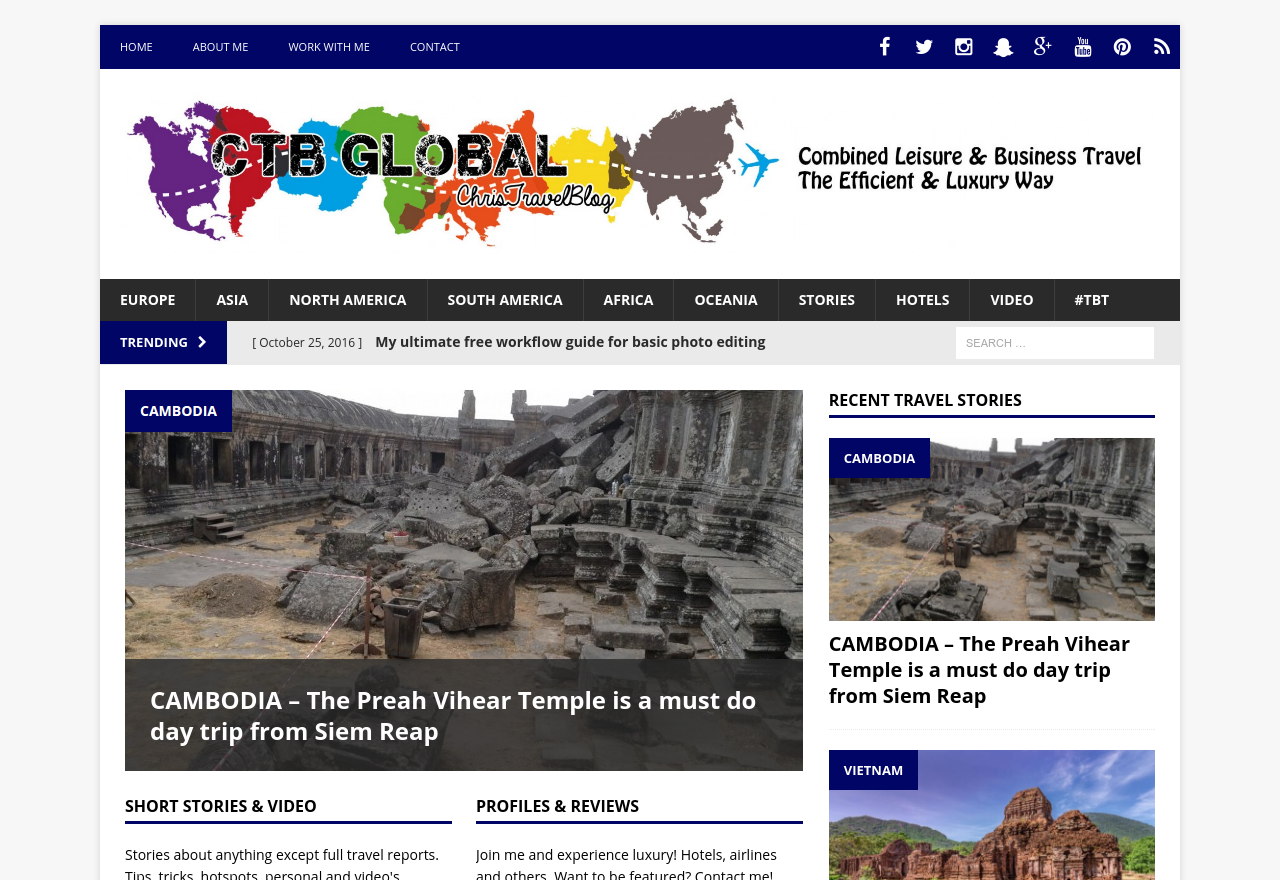 HOME ABOUT ME WORK WITH ME CONTACT
You Tube
CTB GLOBAL
ChrisTravelBlog
Combined Leisure & Business Travel
The Efficient & Luxury Way
EUROPE ASIA NORTH AMERICA SOUTH AMERICA AFRICA OCEANIA STORIES HOTELS VIDEO #TBT
TRENDING [ October 25, 2016 ] My ultimate free workflow guide for basic photo editing SEARCH …
CAMBODIA
CAMBODIA – The Preah Vihear Temple is a must do
day trip from Siem Reap
SHORT STORIES & VIDEO
Stories about anything except full travel reports.
Tips, tricks, hotspots, personal and video's
PROFILES & REVIEWS
Join me and experience luxury! Hotels, airlines
and others. Want to be featured? Contact me!
RECENT TRAVEL STORIES
CAMBODIA
CAMBODIA – The Preah Vihear
Temple is a must do day trip
from Siem Reap
VIETNAM